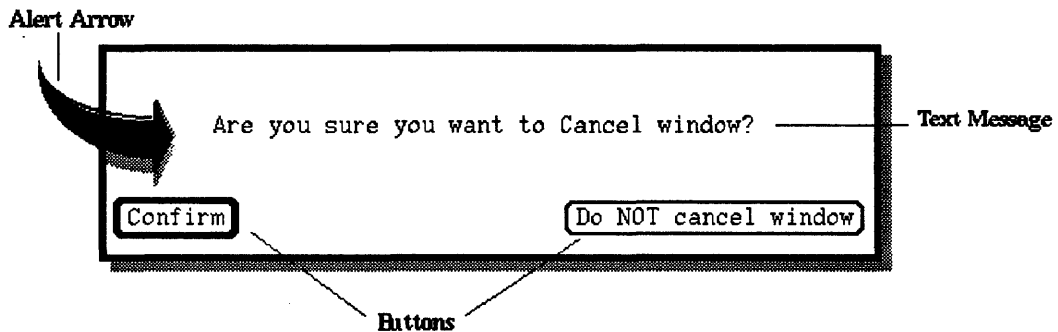 Alert Arrow
Are you sure you want to Cancel window?
Text Message
Confirm
Do NOT cancel window
Buttons